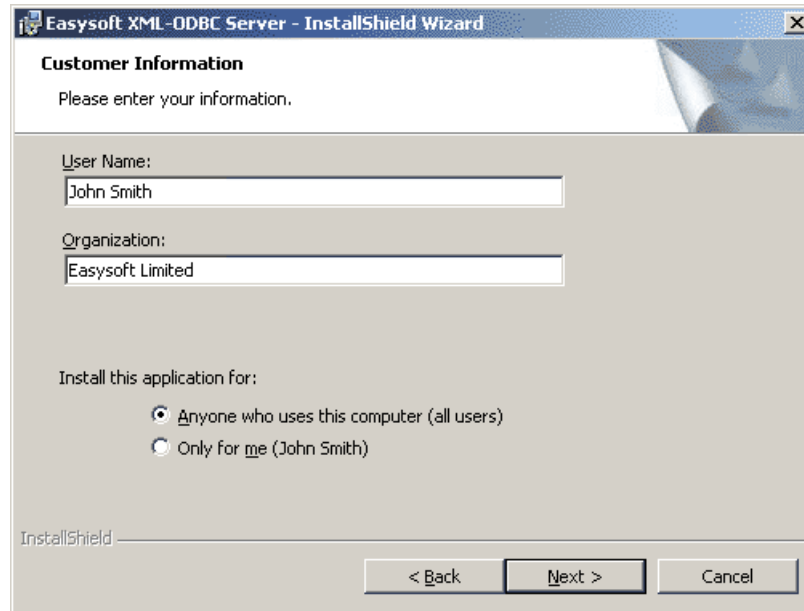 Easysoft XML-ODBC Server - InstallShield Wizard
Customer Information
Please enter your information.
User Name:
John Smith
Organization:
Easysoft Limited
Install this application for:
Anyone who uses this computer (all users)
Only for me (John Smith)
InstallShield
< Back Next > Cancel